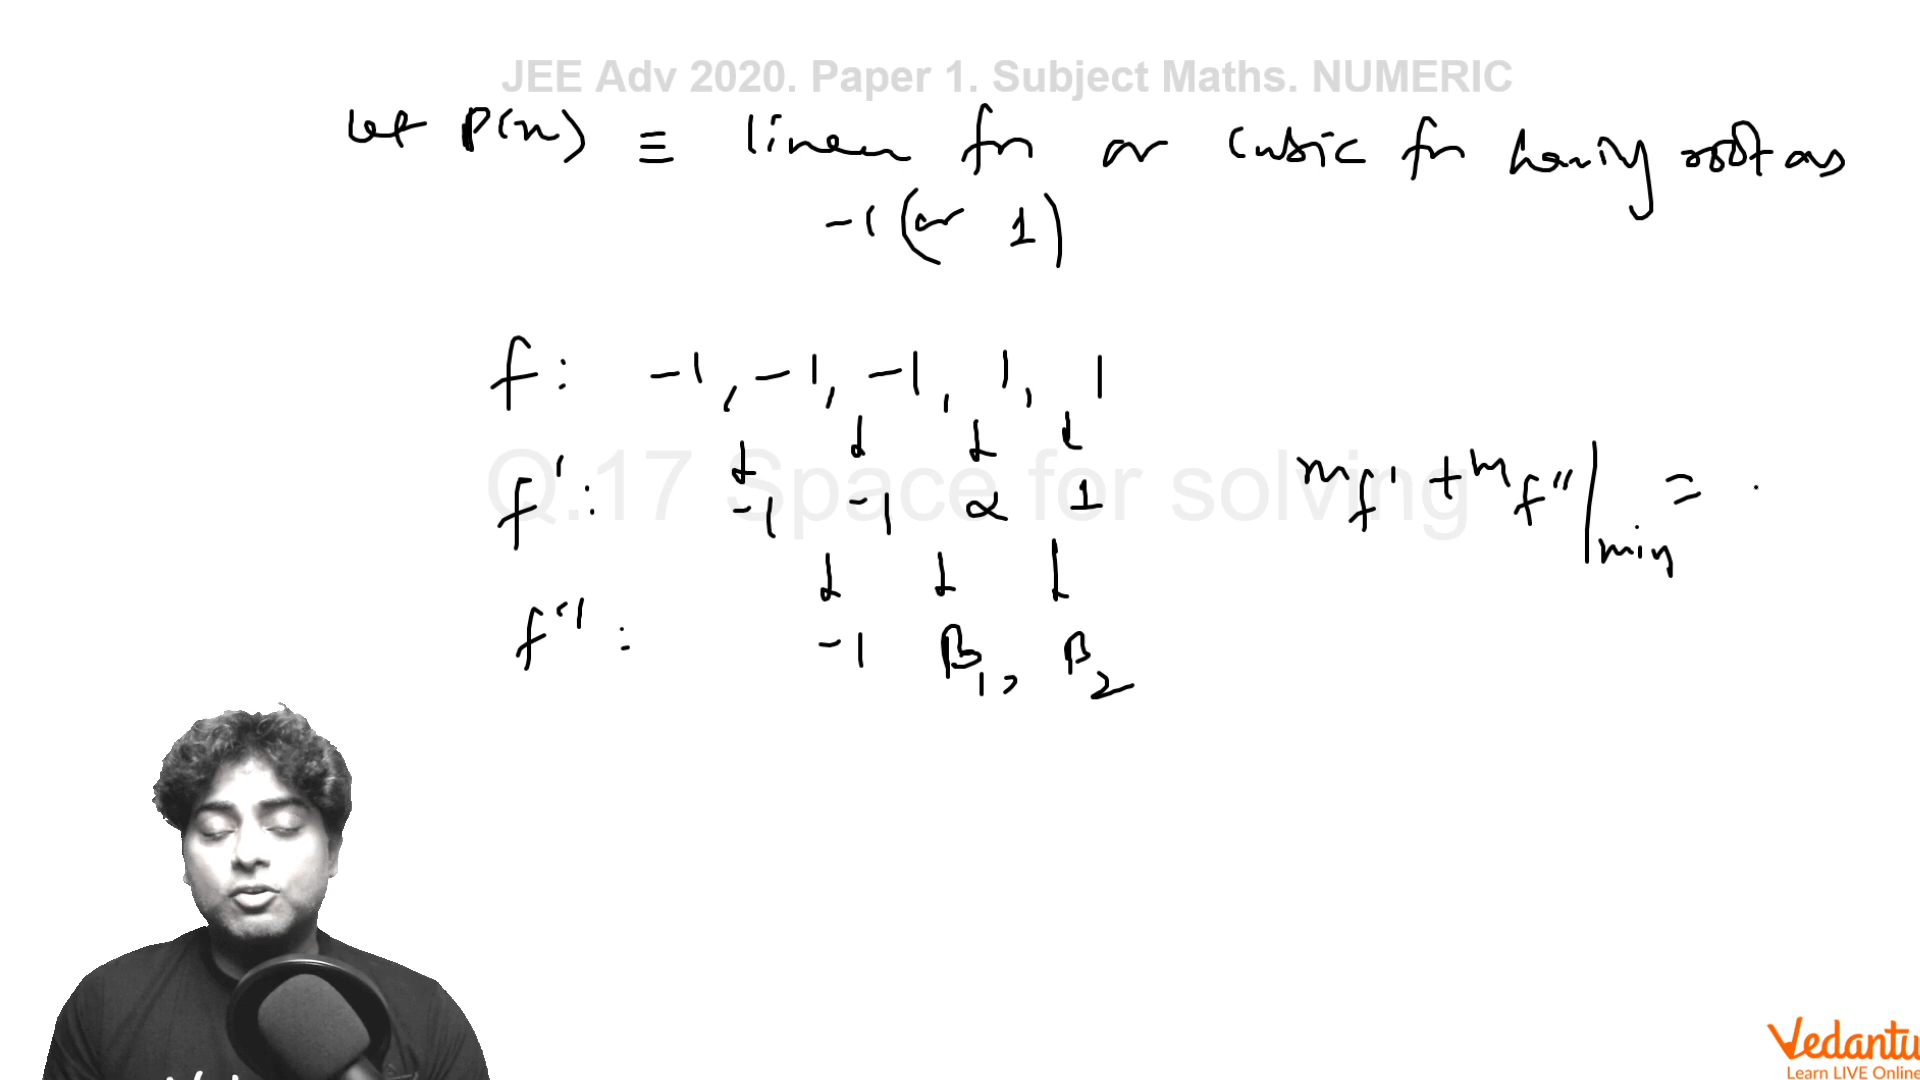 JEE Adv 2020. Paper 1. Subject Maths. NUMERIC
Let P(x) ≡ linear fn or cubic fn having root as
-1 (or 1)
f: -1, -1, -1, 1, 1
Q.17 Space for solving
f': -1 -1 α 1
m f' + m f'' | min = .
f'': -1 β1, β2
Vedantu
Learn LIVE Online